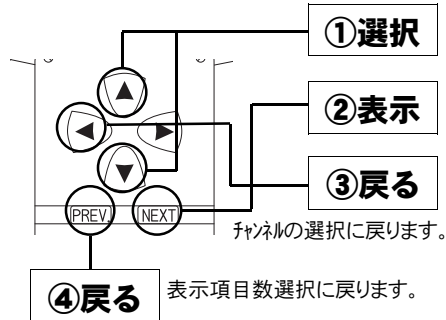 ①選択
②表示
③戻る
PREV.
NEXT
ﾁｬﾝﾈﾙの選択に戻ります。
④戻る
表示項目数選択に戻ります。